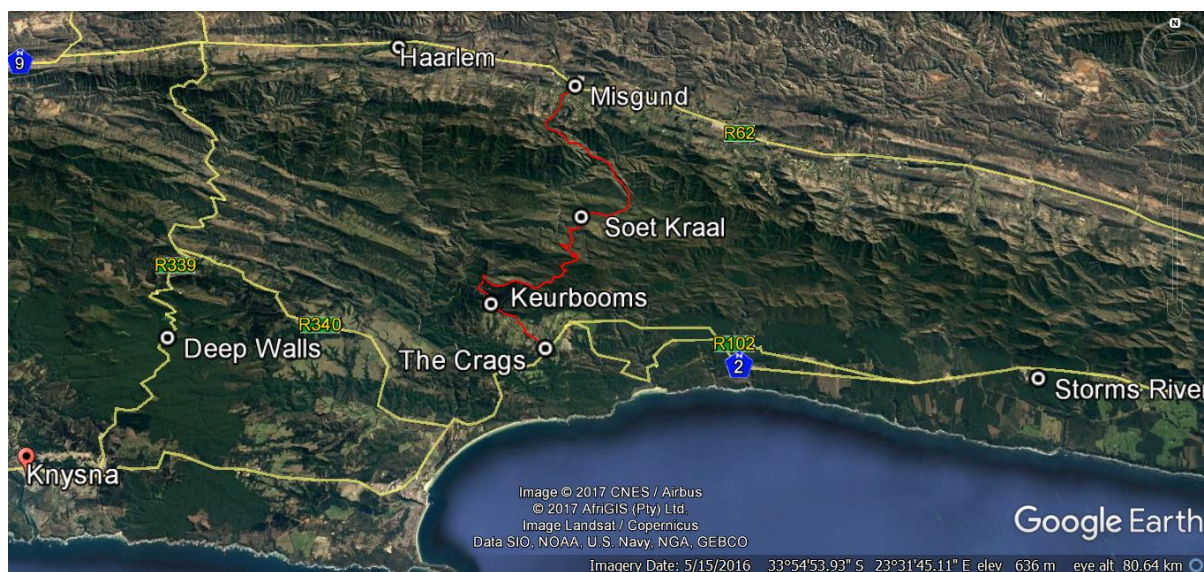 N
9
N
Haarlem
Misgund
R62
Soet Kraal
R339
Keurbooms
R340
Deep Walls
The Crags
R102
N
2
Storms River
Knysna
Image © 2017 CNES / Airbus
© 2017 AfriGIS (Pty) Ltd.
Image Landsat / Copernicus
Data SIO, NOAA, U.S. Navy, NGA, GEBCO
Google Earth
Imagery Date: 5/15/2016 33°54'53.93" S 23°31'45.11" E elev 636 m eye alt 80.64 km